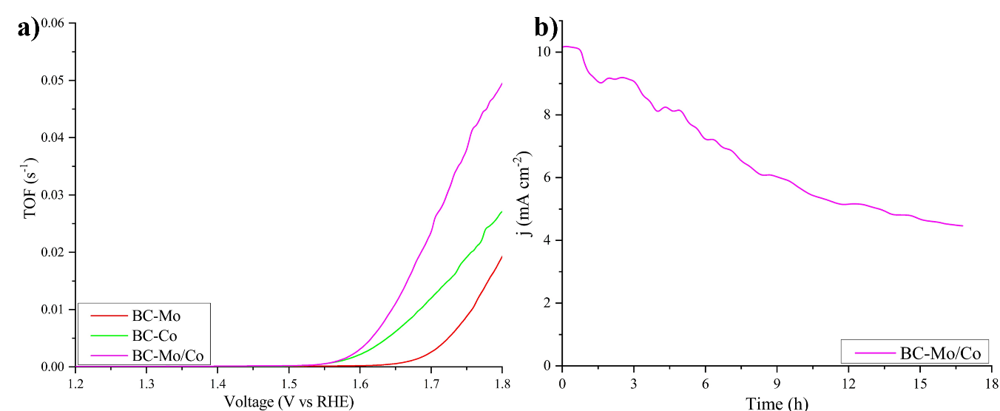 a)
0.06
0.05
0.04
0.03
0.02
0.01
0.00
TOF (s⁻¹)
BC-Mo
BC-Co
BC-Mo/Co
1.2 1.3 1.4 1.5 1.6 1.7 1.8
Voltage (V vs RHE)
b)
10
8
6
4
2
0
j (mA cm⁻²)
BC-Mo/Co
0 3 6 9 12 15 18
Time (h)